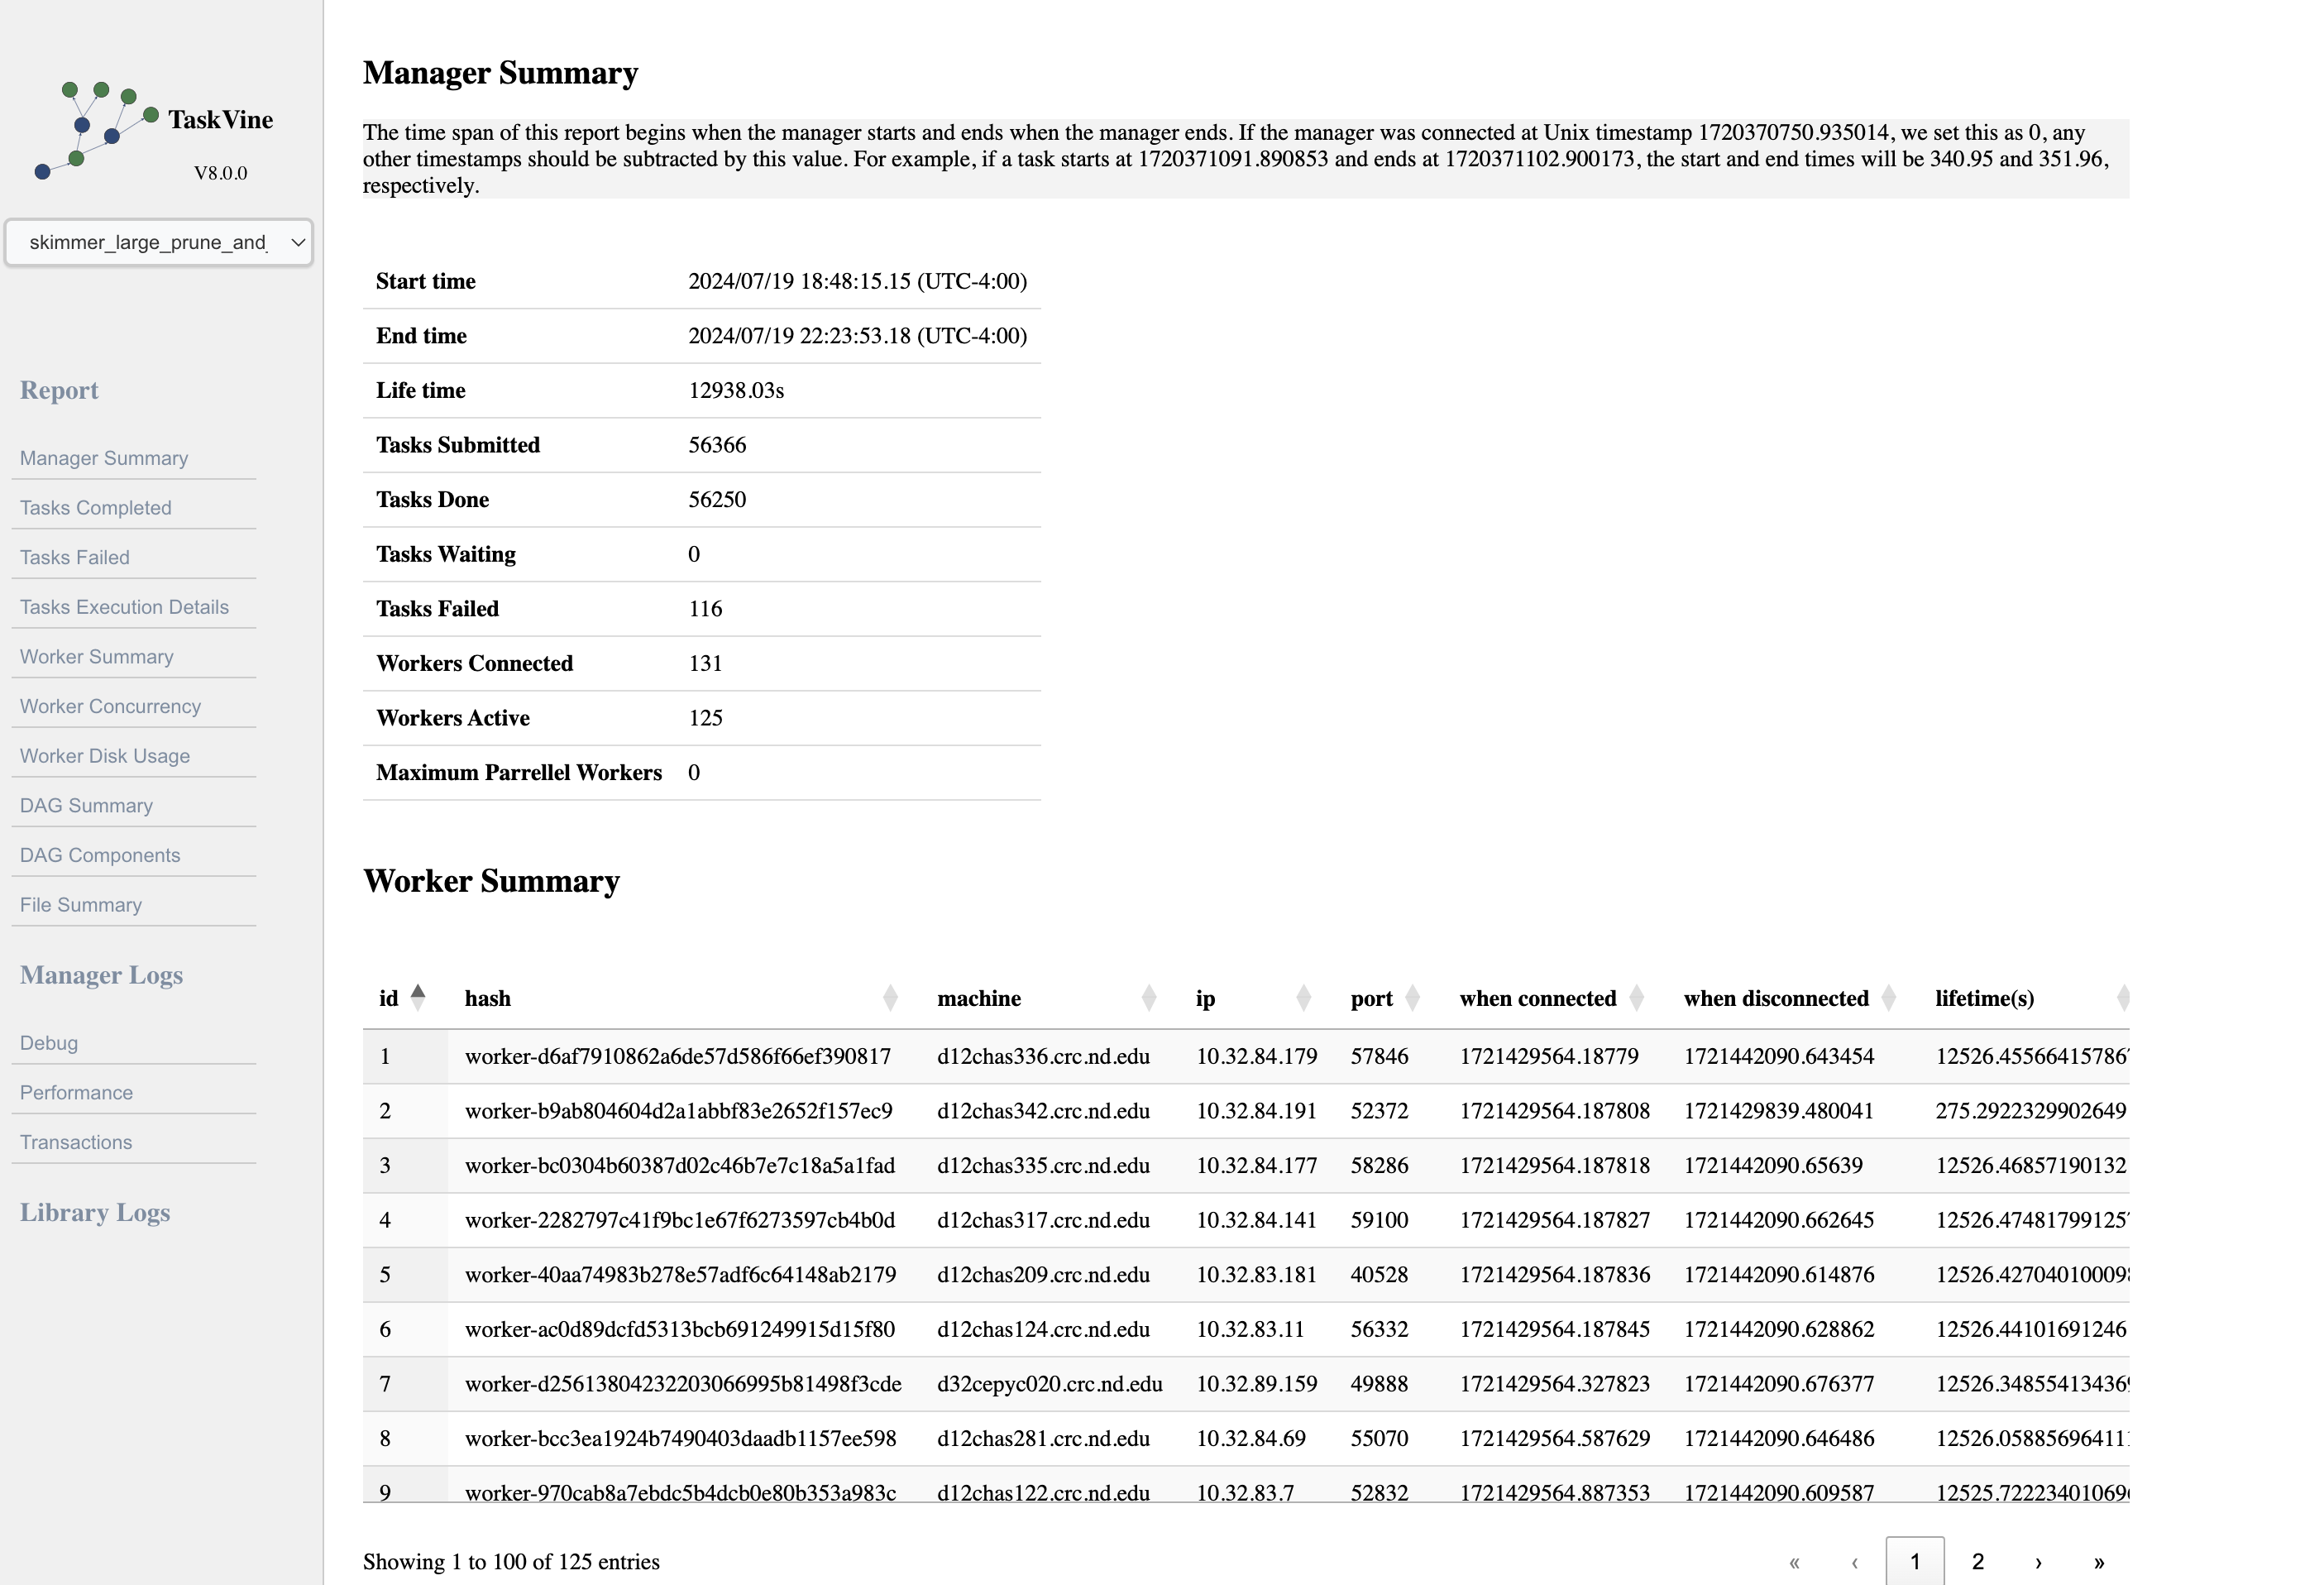 TaskVine
V8.0.0
skimmer_large_prune_and_
Report
Manager Summary
Tasks Completed
Tasks Failed
Tasks Execution Details
Worker Summary
Worker Concurrency
Worker Disk Usage
DAG Summary
DAG Components
File Summary
Manager Logs
Debug
Performance
Transactions
Library Logs
Manager Summary
The time span of this report begins when the manager starts and ends when the manager ends. If the manager was connected at Unix timestamp 1720370750.935014, we set this as 0, any
other timestamps should be subtracted by this value. For example, if a task starts at 1720371091.890853 and ends at 1720371102.900173, the start and end times will be 340.95 and 351.96,
respectively.
Start time 2024/07/19 18:48:15.15 (UTC-4:00)
End time 2024/07/19 22:23:53.18 (UTC-4:00)
Life time 12938.03s
Tasks Submitted 56366
Tasks Done 56250
Tasks Waiting 0
Tasks Failed 116
Workers Connected 131
Workers Active 125
Maximum Parrellel Workers 0
Worker Summary
id hash machine ip port when connected when disconnected lifetime(s)
1 worker-d6af7910862a6de57d586f66ef390817 d12chas336.crc.nd.edu 10.32.84.179 57846 1721429564.18779 1721442090.643454 12526.45566415786
2 worker-b9ab804604d2a1abbf83e2652f157ec9 d12chas342.crc.nd.edu 10.32.84.191 52372 1721429564.187808 1721429839.480041 275.2922329902649
3 worker-bc0304b60387d02c46b7e7c18a5a1fad d12chas335.crc.nd.edu 10.32.84.177 58286 1721429564.187818 1721442090.65639 12526.46857190132
4 worker-2282797c41f9bc1e67f6273597cb4b0d d12chas317.crc.nd.edu 10.32.84.141 59100 1721429564.187827 1721442090.662645 12526.47481799125
5 worker-40aa74983b278e57adf6c64148ab2179 d12chas209.crc.nd.edu 10.32.83.181 40528 1721429564.187836 1721442090.614876 12526.42704010009
6 worker-ac0d89dcfd5313bcb691249915d15f80 d12chas124.crc.nd.edu 10.32.83.11 56332 1721429564.187845 1721442090.628862 12526.44101691246
7 worker-d25613804232203066995b81498f3cde d32cepyc020.crc.nd.edu 10.32.89.159 49888 1721429564.327823 1721442090.676377 12526.34855413436
8 worker-bcc3ea1924b7490403daadb1157ee598 d12chas281.crc.nd.edu 10.32.84.69 55070 1721429564.587629 1721442090.646486 12526.05885696411
9 worker-970cab8a7ebdc5b4dcb0e80b353a983c d12chas122.crc.nd.edu 10.32.83.7 52832 1721429564.887353 1721442090.609587 12525.72223401069
Showing 1 to 100 of 125 entries
« ‹ 1 2 › »